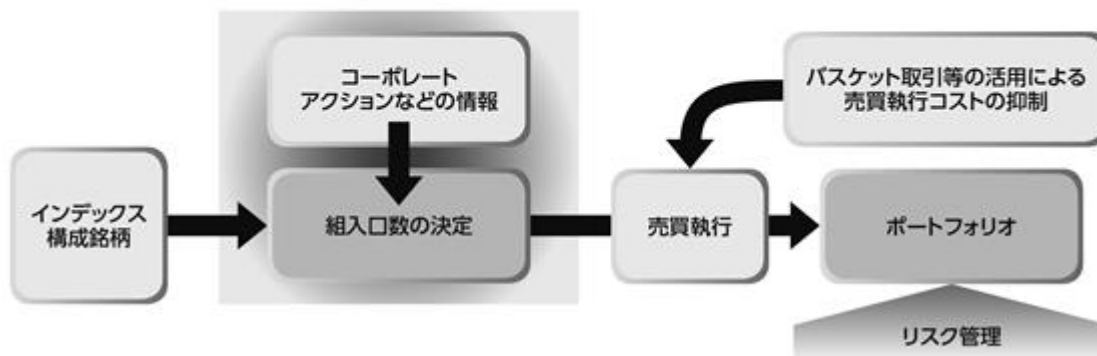 コーポレート
アクションなどの情報
バスケット取引等の活用による
売買執行コストの抑制
インデックス
構成銘柄
組入口数の決定
売買執行
ポートフォリオ
リスク管理